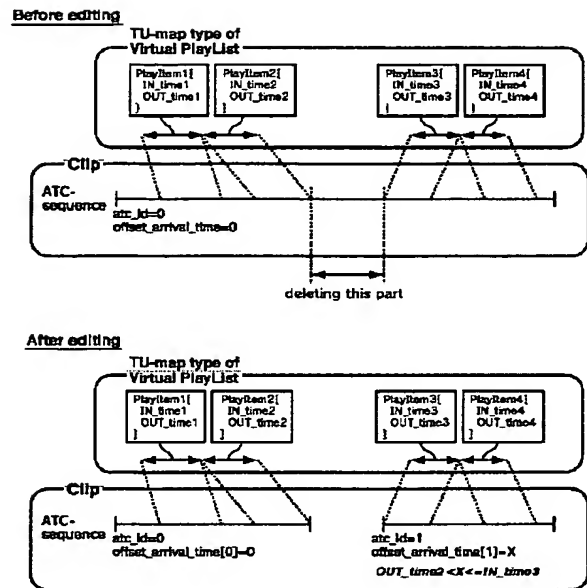 Before editing
TU-map type of
Virtual PlayList
PlayItem1{
IN_time1
OUT_time1
}
PlayItem2{
IN_time2
OUT_time2
}
PlayItem3{
IN_time3
OUT_time3
}
PlayItem4{
IN_time4
OUT_time4
}
Clip
ATC-
sequence
atc_id=0
offset_arrival_time=0
deleting this part
After editing
TU-map type of
Virtual PlayList
PlayItem1{
IN_time1
OUT_time1
}
PlayItem2{
IN_time2
OUT_time2
}
PlayItem3{
IN_time3
OUT_time3
}
PlayItem4{
IN_time4
OUT_time4
}
Clip
ATC-
sequence
atc_id=0
offset_arrival_time[0]=0
atc_id=1
offset_arrival_time[1]=X
OUT_time2<X<=IN_time3